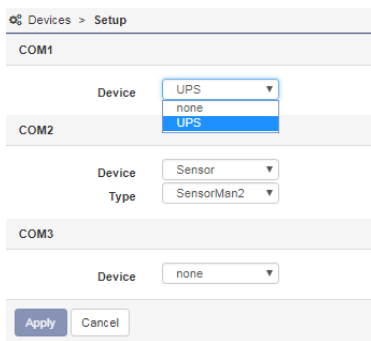 Devices > Setup
COM1
Device UPS
none
UPS
COM2
Device Sensor
Type SensorMan2
COM3
Device none
Apply Cancel